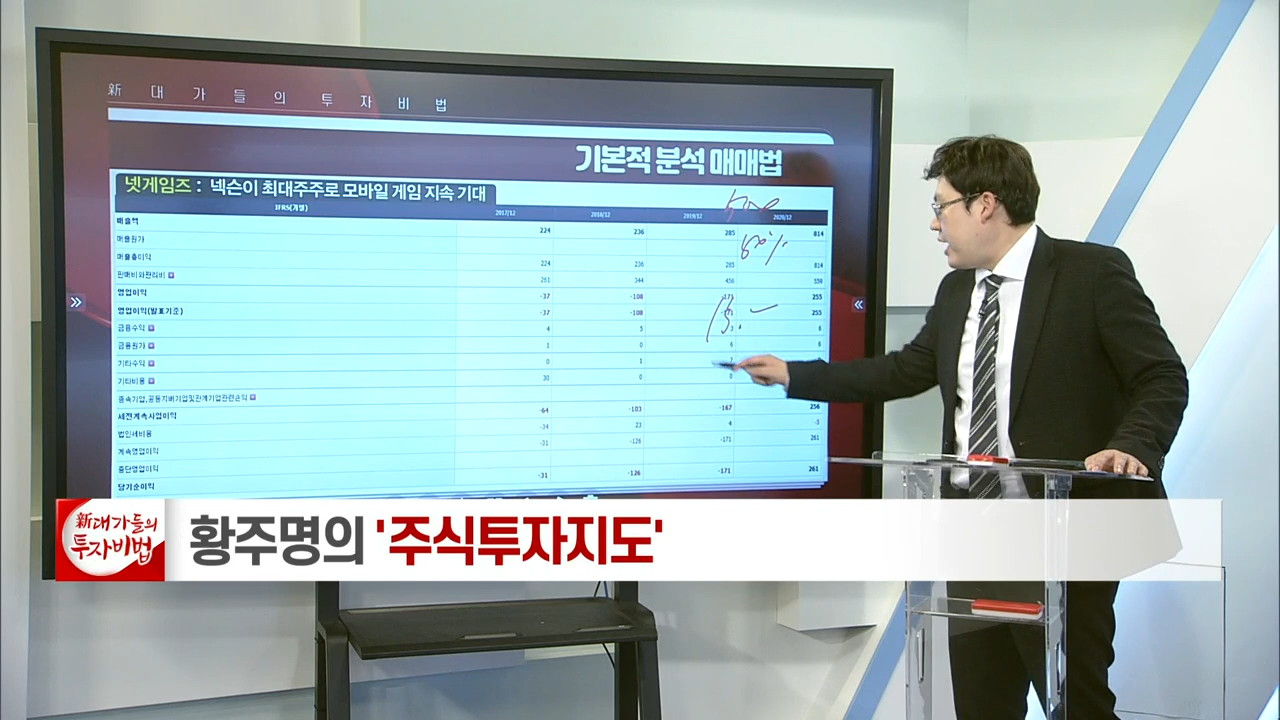 新 대 가 들 의 투 자 비 법
기본적 분석 매매법
넷게임즈 : 넥슨이 최대주주로 모바일 게임 지속 기대
IFRS(개별) 2017/12 2018/12 2019/12 2020/12
매출액 224 236 285 814
매출원가
매출총이익 224 236 285 814
판매비와관리비 261 344 456 559
영업이익 -37 -108 -171 255
영업이익(발표기준) -37 -108 255
금융수익 4 5 3 6
금융원가 1 0 6 6
기타수익 0 1
기타비용 30 0 0
종속기업,공동지배기업및관계기업관련손익
세전계속사업이익 -64 -103 -167 256
법인세비용 -34 23 4 -3
계속영업이익 -31 -126 -171 261
중단영업이익
당기순이익 -31 -126 -171 261
80%
新대가들의
투자비법
황주명의 '주식투자지도'